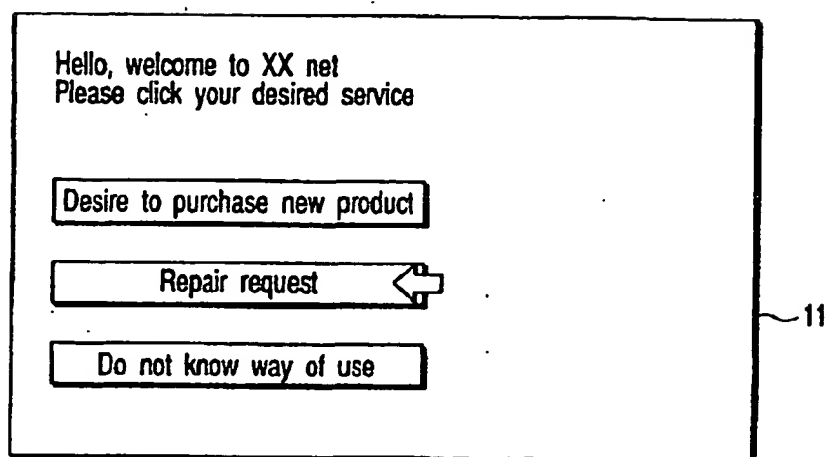 Hello, welcome to XX net
Please click your desired service
Desire to purchase new product
Repair request
11
Do not know way of use